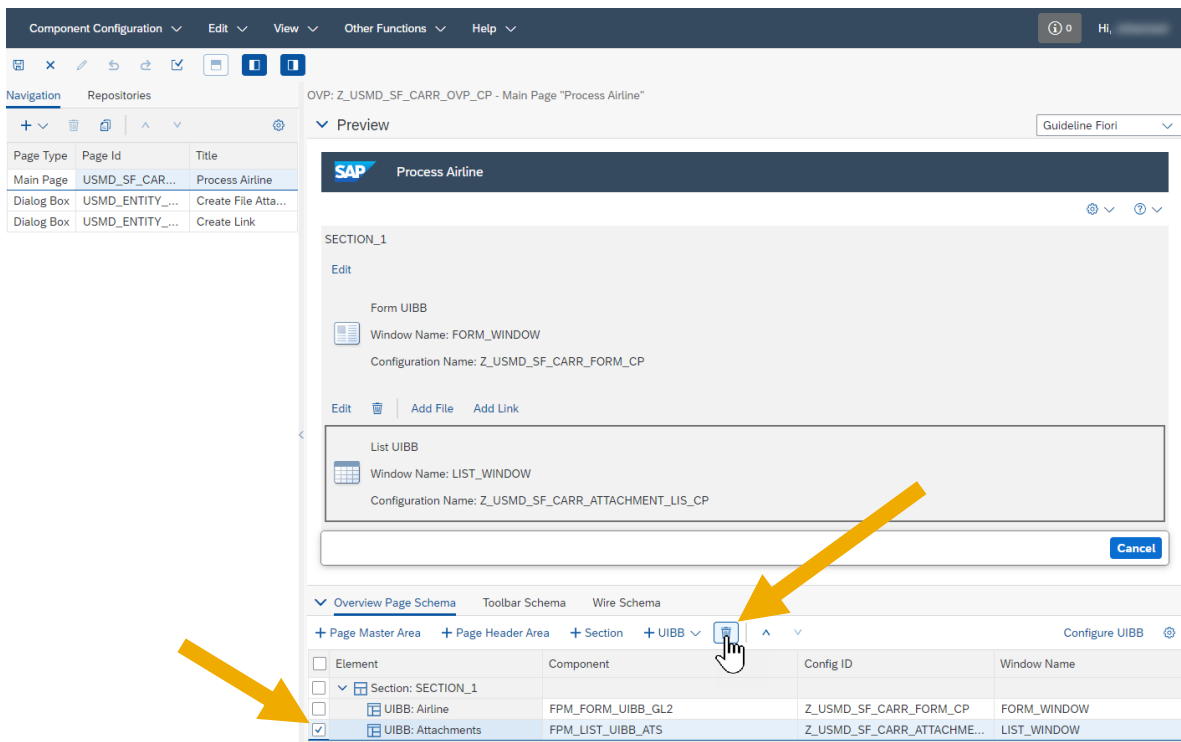 Component Configuration Edit View Other Functions Help 0 Hi,
Navigation Repositories
OVP: Z_USMD_SF_CARR_OVP_CP - Main Page "Process Airline"
Preview Guideline Fiori
Page Type Page Id Title
Main Page USMD_SF_CAR... Process Airline
Dialog Box USMD_ENTITY_... Create File Atta...
Dialog Box USMD_ENTITY_... Create Link
SAP Process Airline
SECTION_1
Edit
Form UIBB
Window Name: FORM_WINDOW
Configuration Name: Z_USMD_SF_CARR_FORM_CP
Edit Add File Add Link
List UIBB
Window Name: LIST_WINDOW
Configuration Name: Z_USMD_SF_CARR_ATTACHMENT_LIS_CP
Cancel
Overview Page Schema Toolbar Schema Wire Schema
+ Page Master Area + Page Header Area + Section + UIBB Configure UIBB
Element Component Config ID Window Name
Section: SECTION_1
UIBB: Airline FPM_FORM_UIBB_GL2 Z_USMD_SF_CARR_FORM_CP FORM_WINDOW
UIBB: Attachments FPM_LIST_UIBB_ATS Z_USMD_SF_CARR_ATTACHME... LIST_WINDOW